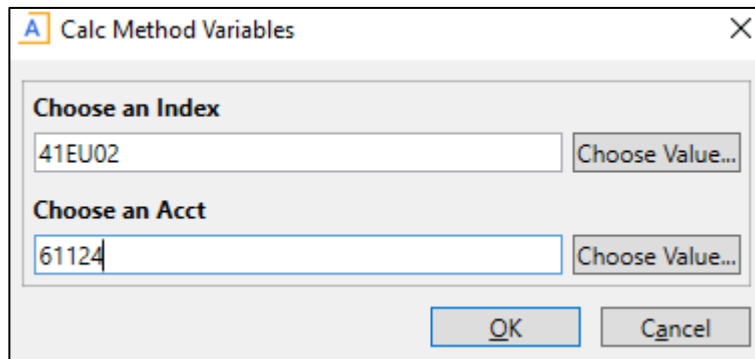 A Calc Method Variables
Choose an Index
41EU02 Choose Value...
Choose an Acct
61124 Choose Value...
OK Cancel